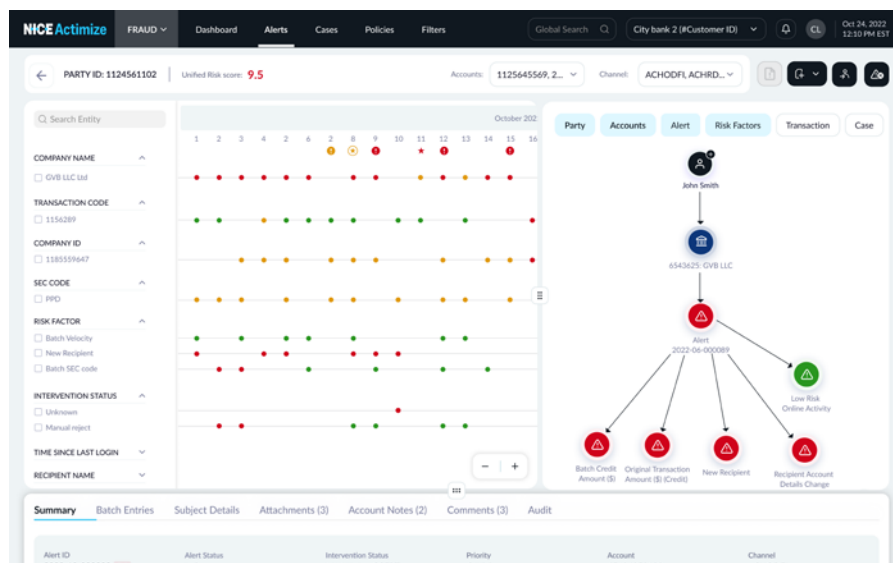 NICE Actimize FRAUD Dashboard Alerts Cases Policies Filters Global Search City bank 2 (#Customer ID) CL Oct 24, 2022
12:10 PM EST
PARTY ID: 1124561102 Unified Risk score: 9.5 Accounts: 1125645569, 2... Channel: ACHODFI, ACHRD...
Search Entity
October 202
1 2 3 4 2 6 2 8 9 10 11 12 13 14 15 16
COMPANY NAME
GVB LLC Ltd
TRANSACTION CODE
1156289
COMPANY ID
1185559647
SEC CODE
PPD
RISK FACTOR
Batch Velocity
New Recipient
Batch SEC code
INTERVENTION STATUS
Unknown
Manual reject
TIME SINCE LAST LOGIN
RECIPIENT NAME
Party Accounts Alert Risk Factors Transaction Case
John Smith
6543625: GVB LLC
Alert
2022-06-000089
Low Risk
Online Activity
Batch Credit
Amount ($)
Original Transaction
Amount ($) (Credit)
New Recipient
Recipient Account
Details Change
Summary Batch Entries Subject Details Attachments (3) Account Notes (2) Comments (3) Audit
Alert ID Alert Status Intervention Status Priority Account Channel